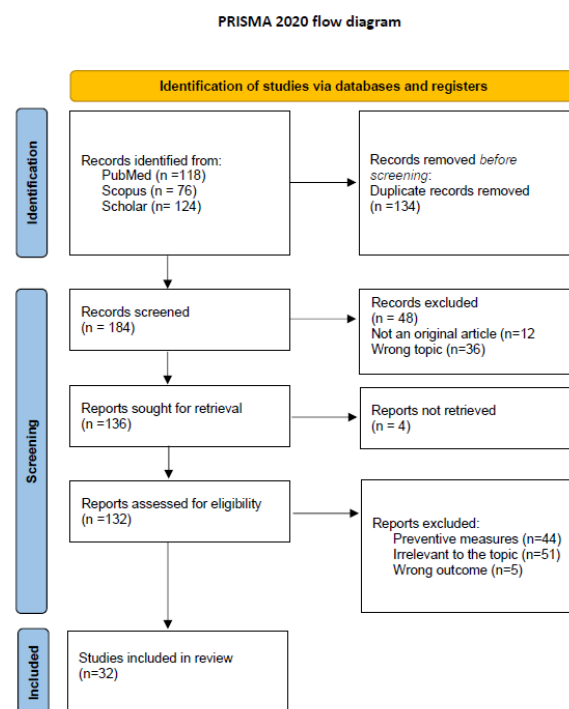 PRISMA 2020 flow diagram
Identification of studies via databases and registers
Identification
Records identified from:
PubMed (n =118)
Scopus (n = 76)
Scholar (n= 124)
Records removed before
screening:
Duplicate records removed
(n =134)
Screening
Records screened
(n = 184)
Records excluded
(n = 48)
Not an original article (n=12
Wrong topic (n=36)
Reports sought for retrieval
(n =136)
Reports not retrieved
(n = 4)
Reports assessed for eligibility
(n =132)
Reports excluded:
Preventive measures (n=44)
Irrelevant to the topic (n=51)
Wrong outcome (n=5)
Included
Studies included in review
(n=32)